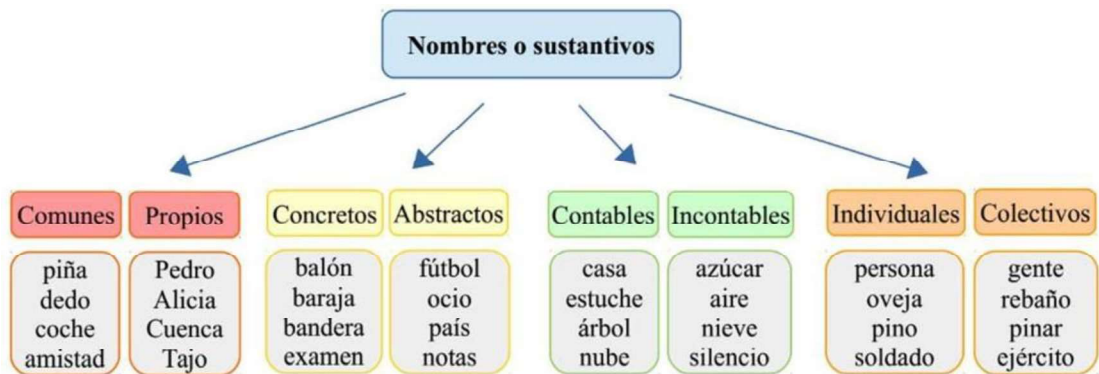 Nombres o sustantivos
Comunes
Propios
Concretos
Abstractos
Contables
Incontables
Individuales
Colectivos
piña
dedo
coche
amistad
Pedro
Alicia
Cuenca
Tajo
balón
baraja
bandera
examen
fútbol
ocio
país
notas
casa
estuche
árbol
nube
azúcar
aire
nieve
silencio
persona
oveja
pino
soldado
gente
rebaño
pinar
ejército